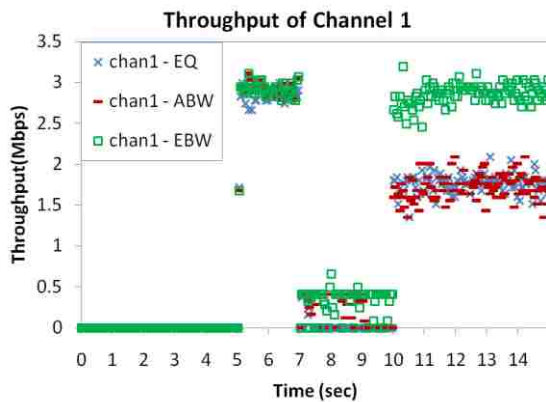 Throughput of Channel 1
3.5
3
2.5
2
1.5
1
0.5
0
Throughput(Mbps)
chan1 - EQ
chan1 - ABW
chan1 - EBW
0 1 2 3 4 5 6 7 8 9 10 11 12 13 14
Time (sec)